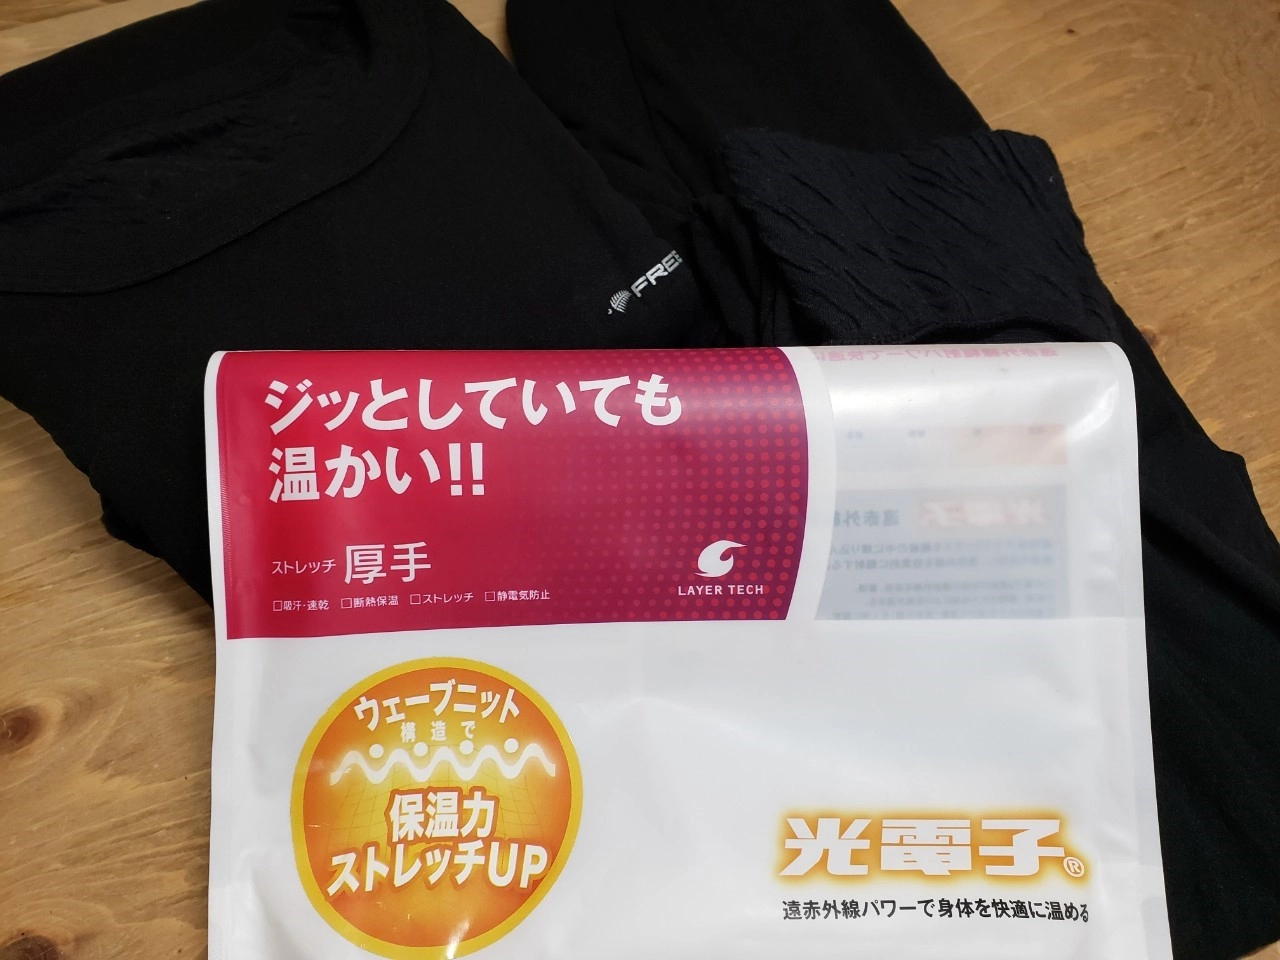 FREE
ジッとしていても
温かい!!
ストレッチ 厚手
□吸汗・速乾 □断熱保温 □ストレッチ □静電気防止
LAYER TECH
ウェーブニット
構造で
保温力
ストレッチUP
光電子®
遠赤外線パワーで身体を快適に温める